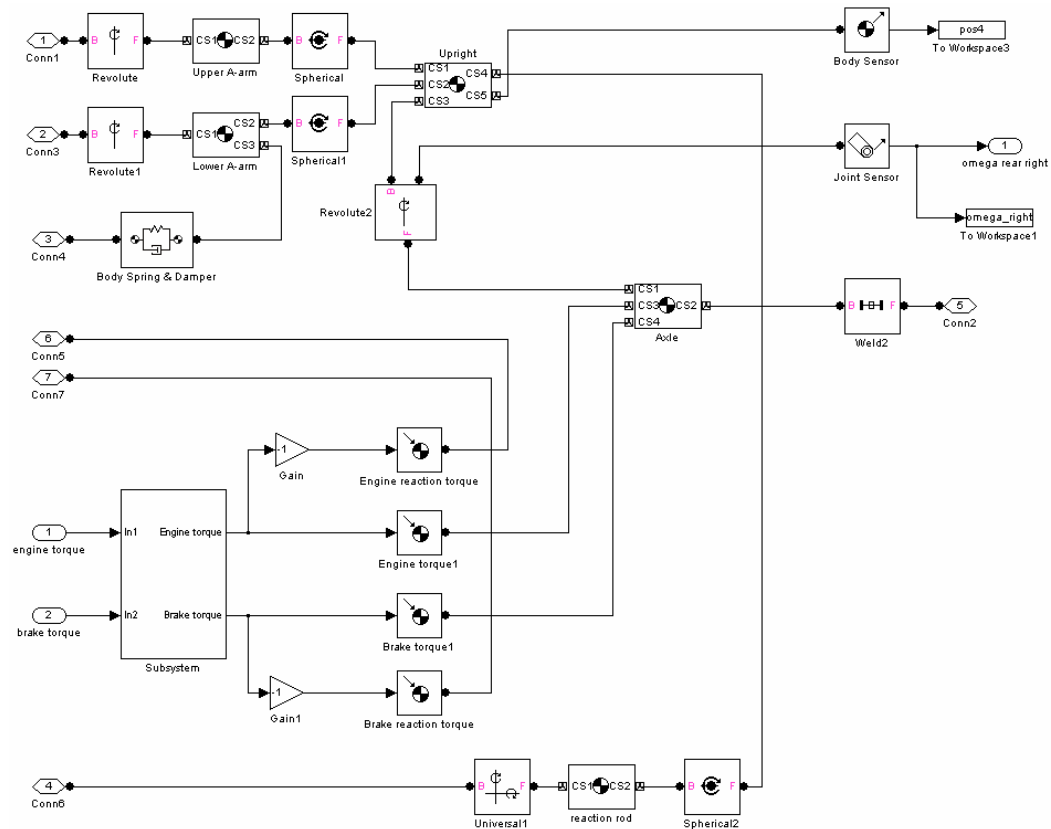 1 B F CS1 CS2 B F
Conn1 Revolute Upper A-arm Spherical
Upright CS1 CS2 CS3 CS4 CS5
Body Sensor
pos4
To Workspace3
2 B F CS1 CS2 CS3 B F
Conn3 Revolute1 Lower A-arm Spherical1
Revolute2 B F
Joint Sensor
1
omega rear right
omega_right
To Workspace1
3
Conn4
Body Spring & Damper
CS1 CS3 CS2 CS4
Axle
B F
Weld2
5
Conn2
6
Conn5
7
Conn7
-1
Gain
Engine reaction torque
1
engine torque
In1 Engine torque
Engine torque1
2
brake torque
In2 Brake torque
Subsystem
Brake torque1
-1
Gain1
Brake reaction torque
4 B F CS1 CS2 B F
Conn6 Universal1 reaction rod Spherical2